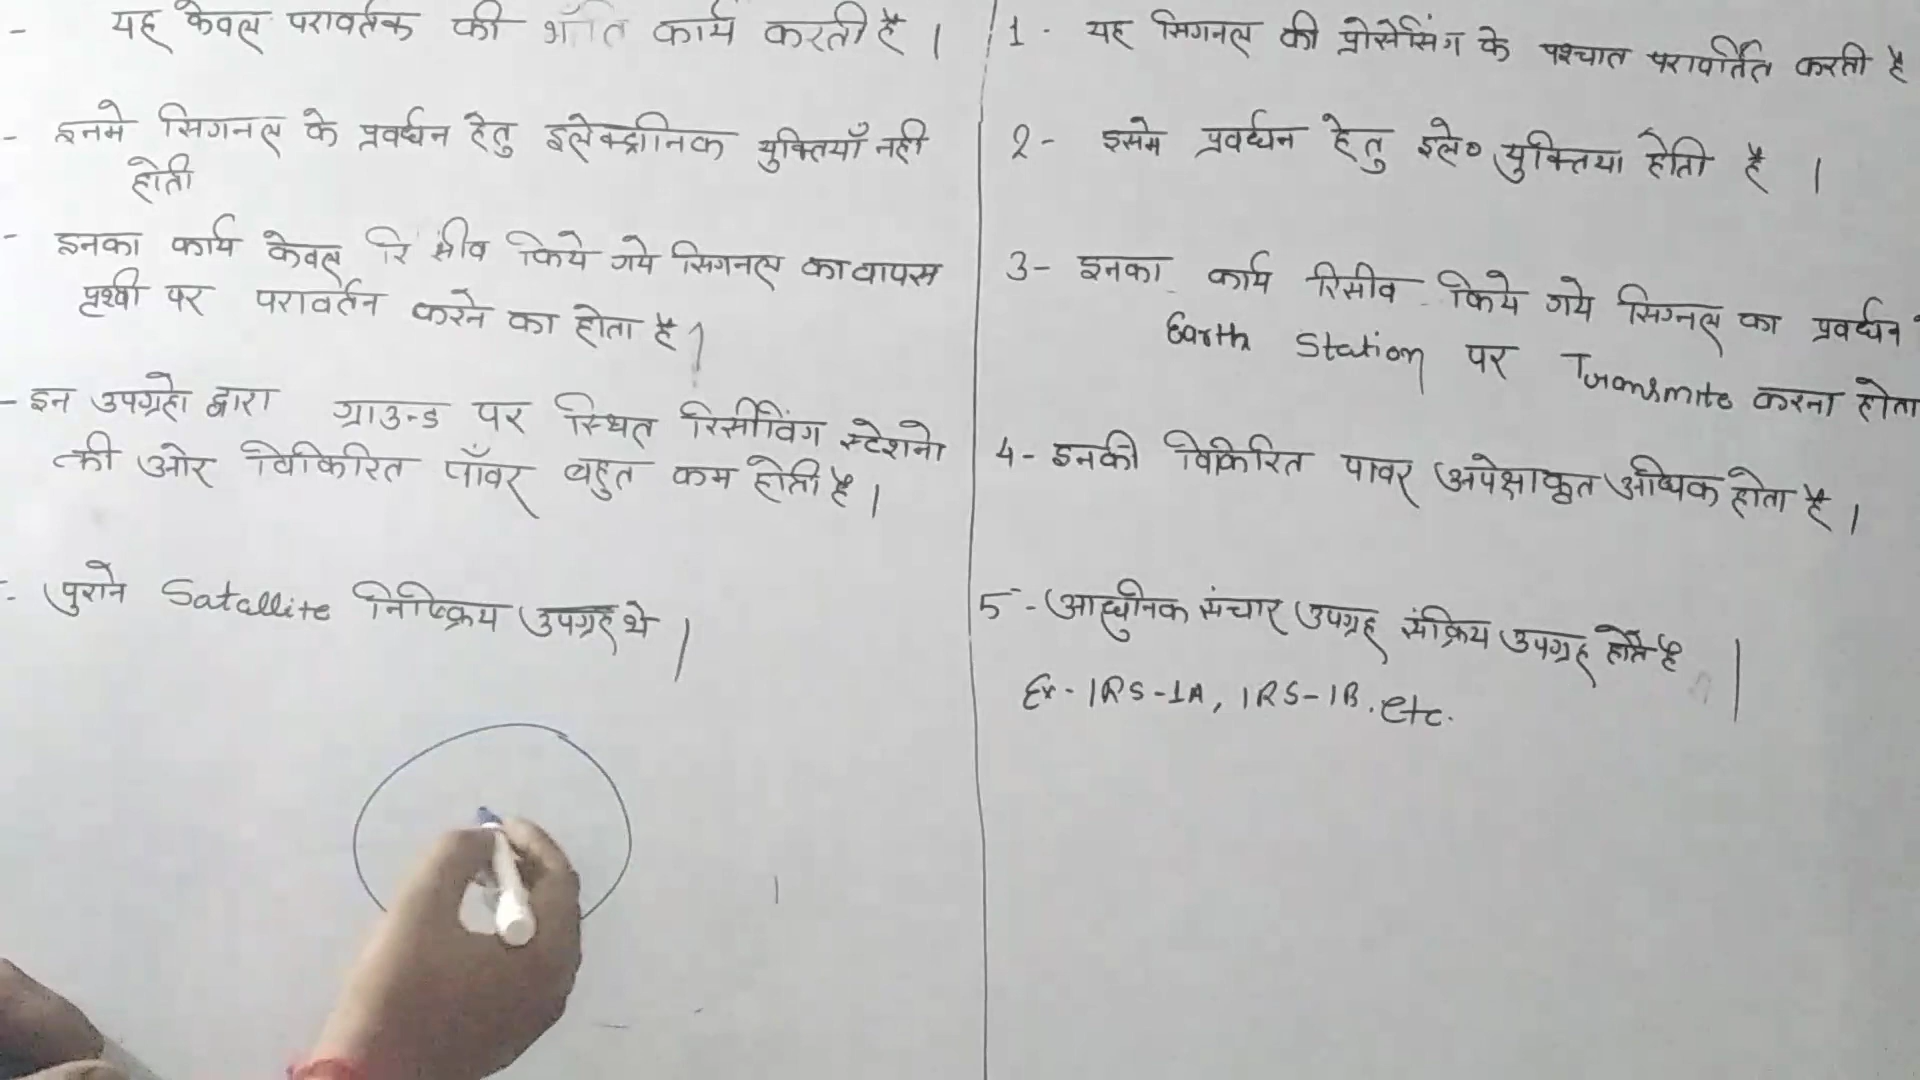 - यह केवल परावर्तक की भाँति कार्य करती है ।
- इनमे सिगनल के प्रवर्धन हेतु इलेक्ट्रानिक युक्तियाँ नही
होती
- इनका कार्य केवल रिसीव किये गये सिगनल का वापस
पृथ्वी पर परावर्तन करने का होता है ।
- इन उपग्रहो द्वारा ग्राउन्ड पर स्थित रिसीविंग स्टेशनो
की ओर विकिरित पाँवर बहुत कम होती है ।
- पुराने Satallite निष्क्रिय उपग्रह थे ।
1 - यह सिगनल की प्रोसेसिंग के पश्चात परावर्तित करती है
2 - इसमे प्रवर्धन हेतु इले० युक्तिया होती है ।
3 - इनका कार्य रिसीव किये गये सिग्नल का प्रवर्धन
Earth Station पर Transmite करना होता
4 - इनकी विकिरित पावर अपेक्षाकृत अधिक होता है ।
5 - आधुनिक संचार उपग्रह सक्रिय उपग्रह होते है ।
Ex - IRS-1A, IRS-1B. etc.